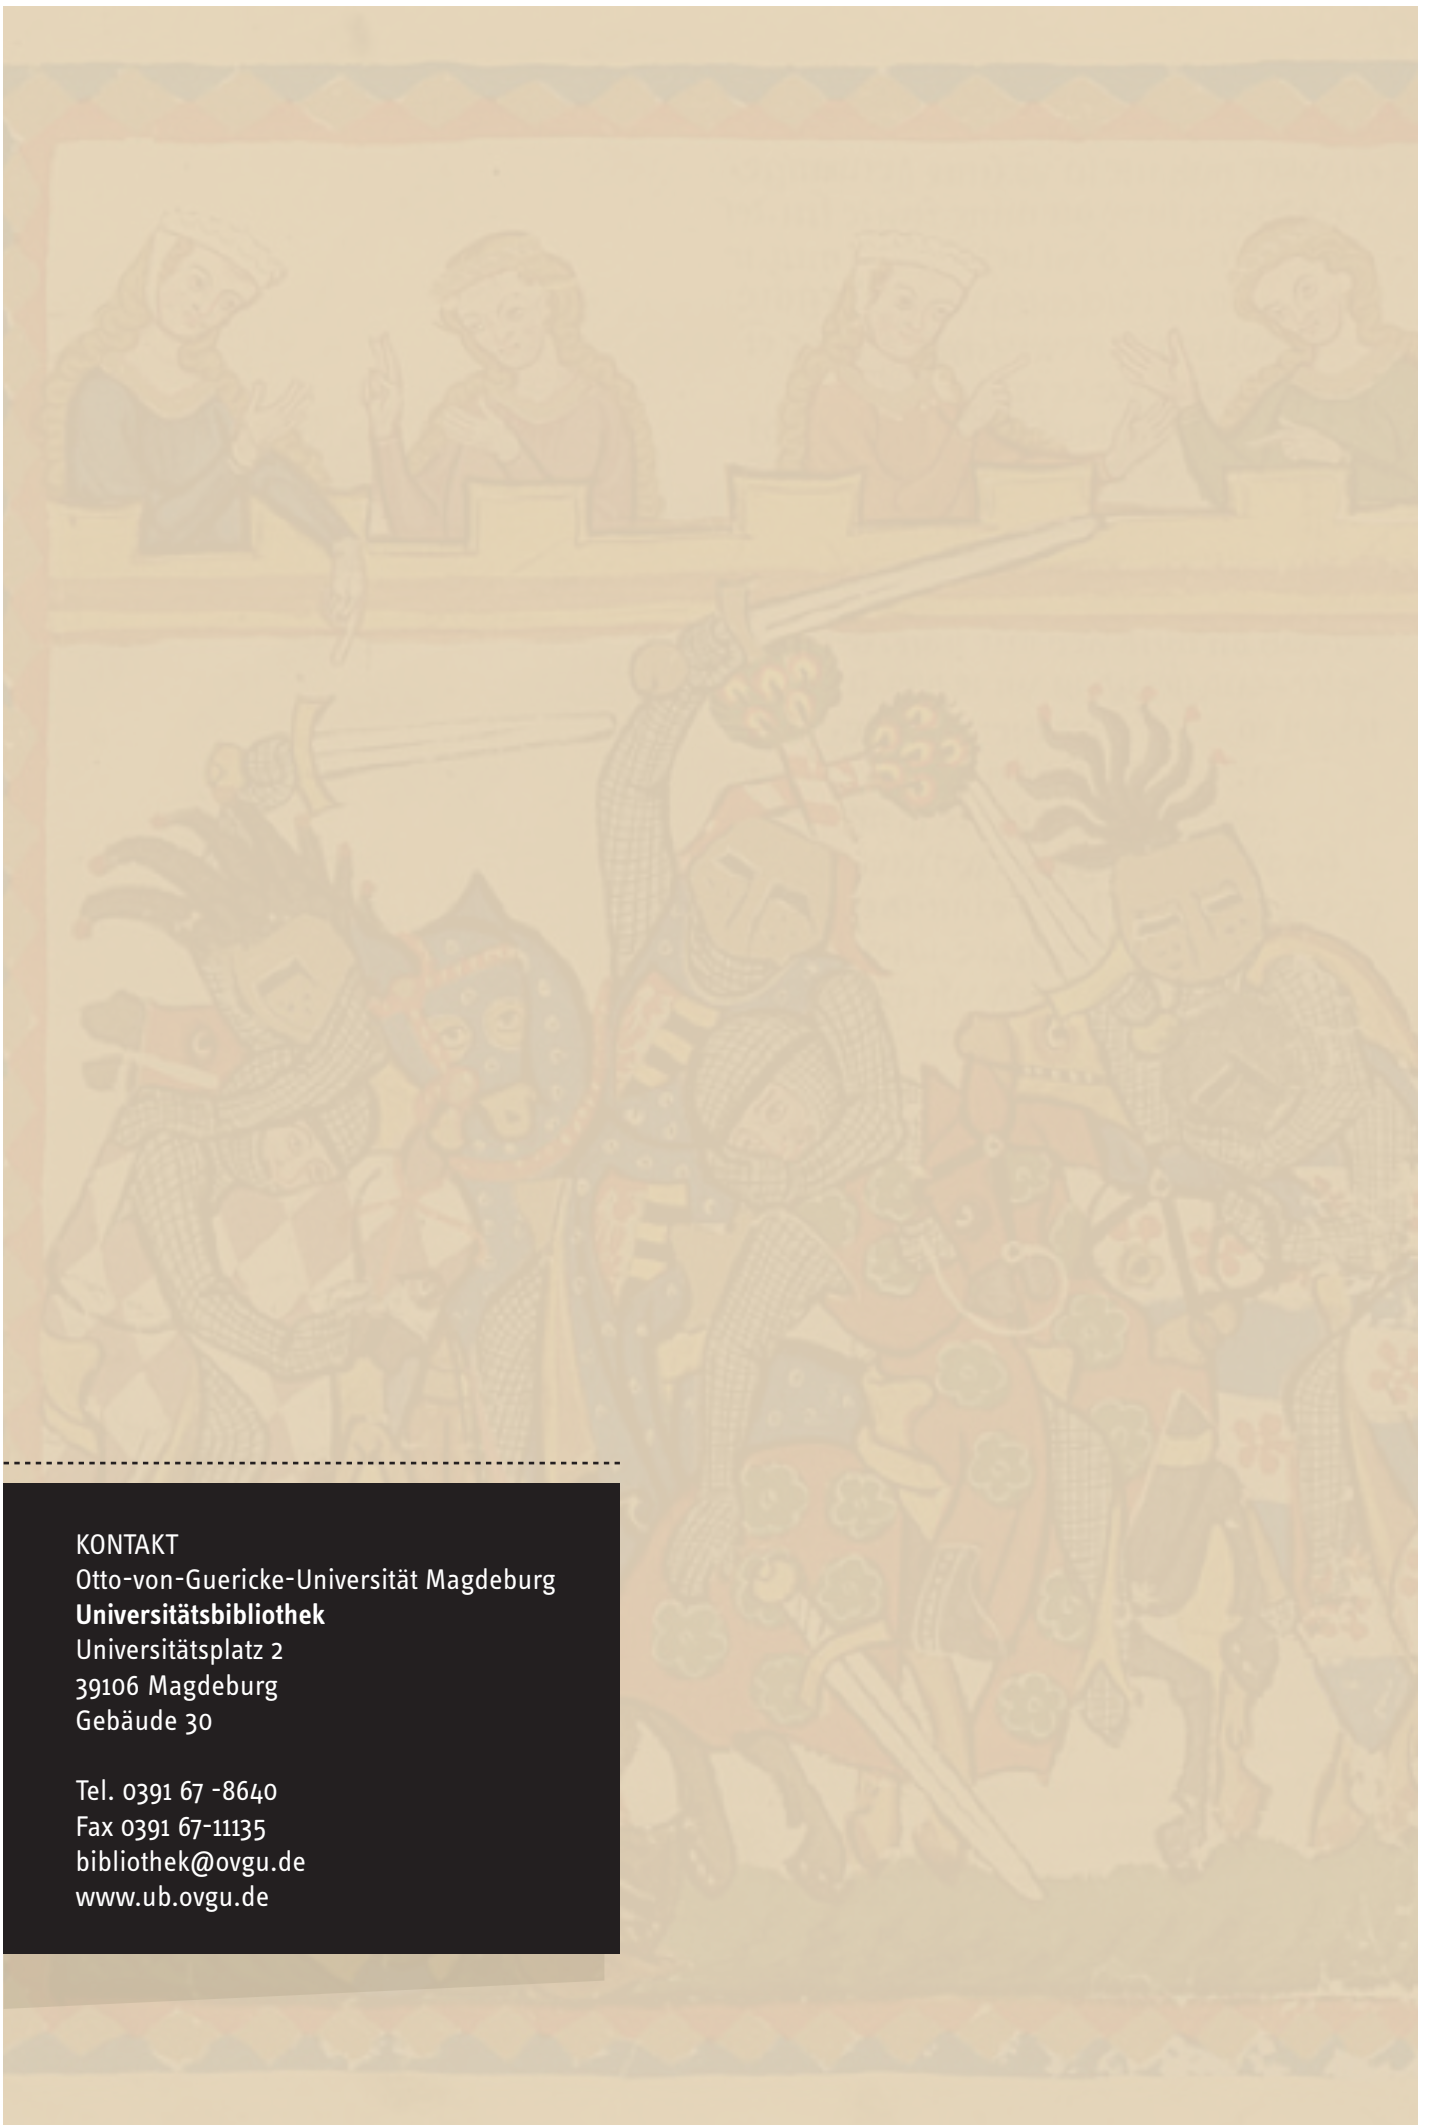 KONTAKT
Otto-von-Guericke-Universität Magdeburg
Universitätsbibliothek
Universitätsplatz 2
39106 Magdeburg
Gebäude 30
Tel. 0391 67 -8640
Fax 0391 67-11135
bibliothek@ovgu.de
www.ub.ovgu.de